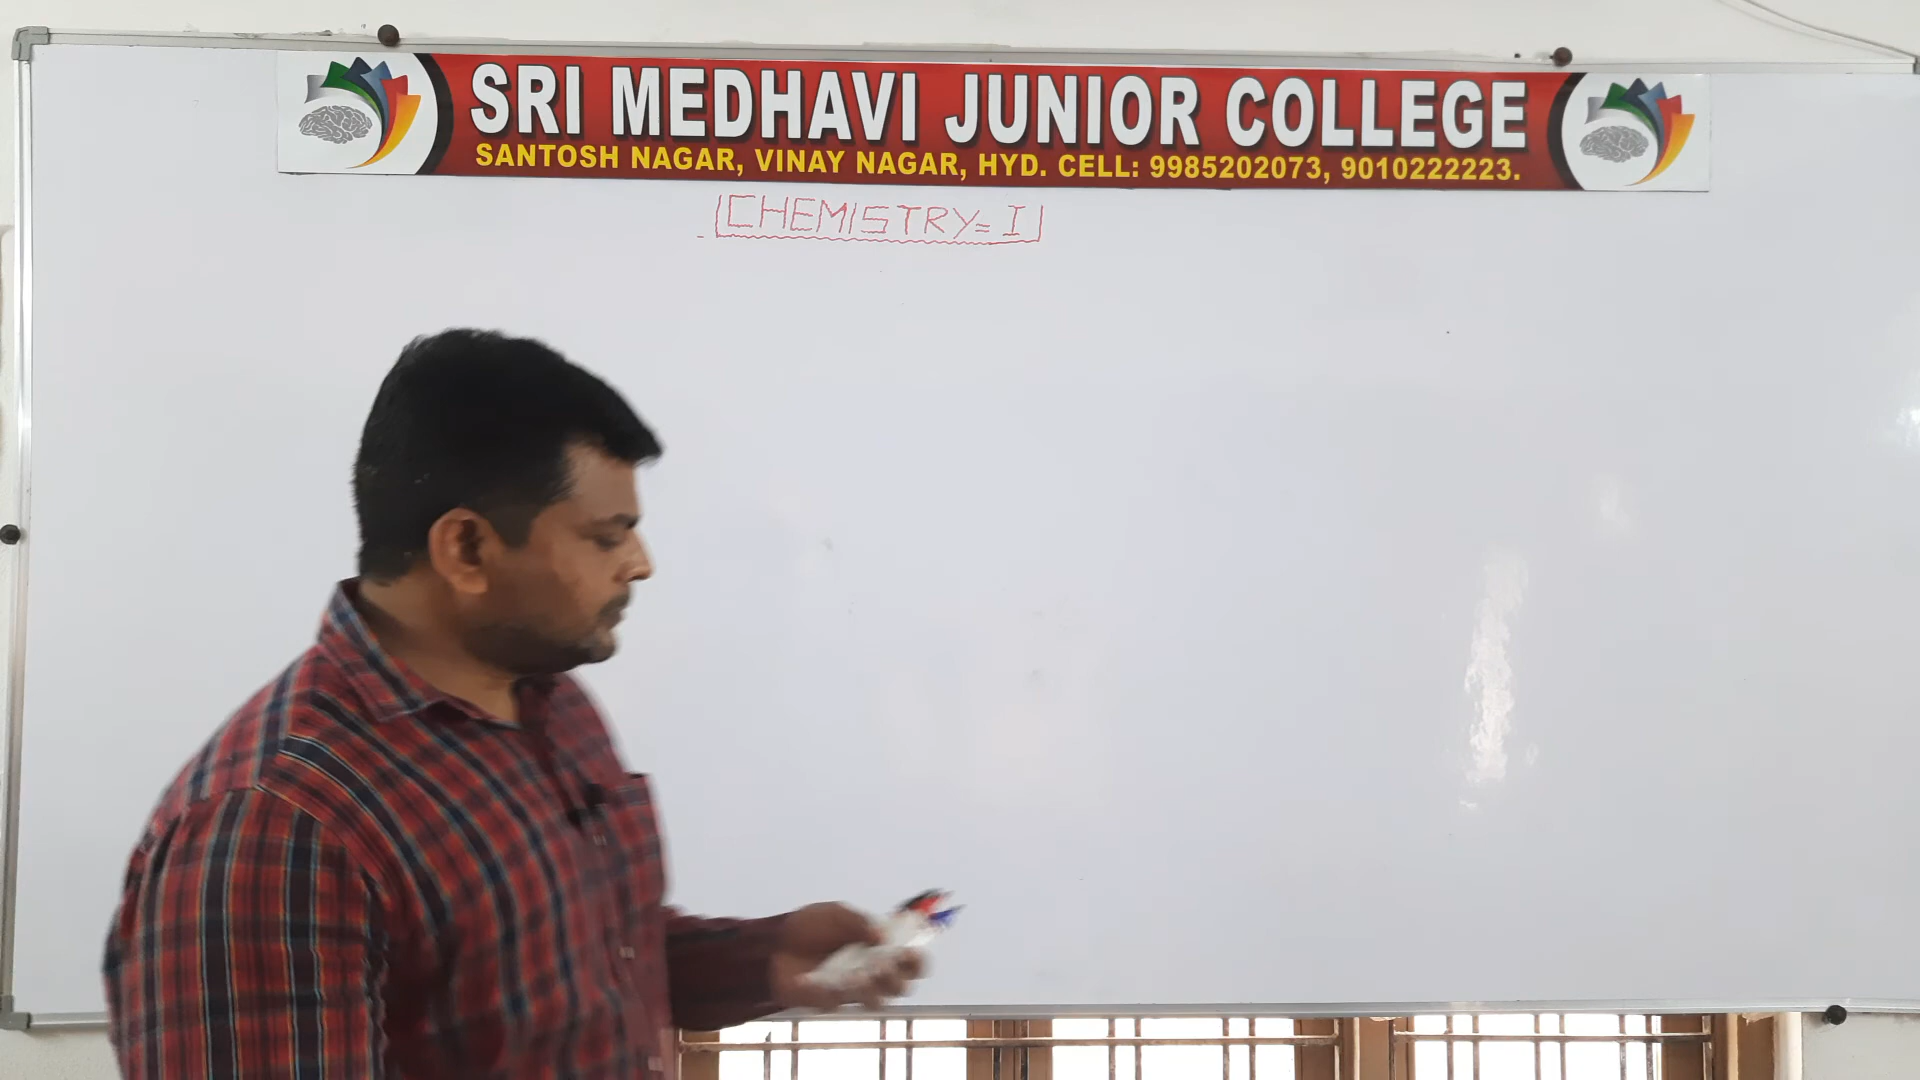 SRI MEDHAVI JUNIOR COLLEGE
SANTOSH NAGAR, VINAY NAGAR, HYD. CELL: 9985202073, 9010222223.
CHEMISTRY=I